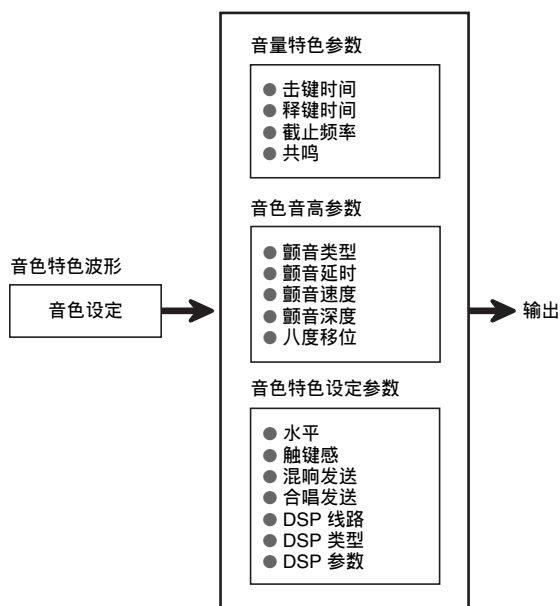 音量特色参数
● 击键时间
● 释键时间
● 截止频率
● 共鸣
音色音高参数
● 颤音类型
● 颤音延时
● 颤音速度
● 颤音深度
● 八度移位
音色特色波形
音色设定
输出
音色特色设定参数
● 水平
● 触键感
● 混响发送
● 合唱发送
● DSP 线路
● DSP 类型
● DSP 参数